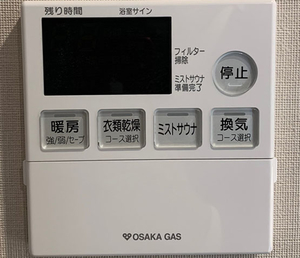 残り時間 浴室サイン
フィルター
掃除
ミストサウナ
準備完了
停止
暖房
強/弱/セーブ
衣類乾燥
コース選択
ミストサウナ
換気
コース選択
OSAKA GAS